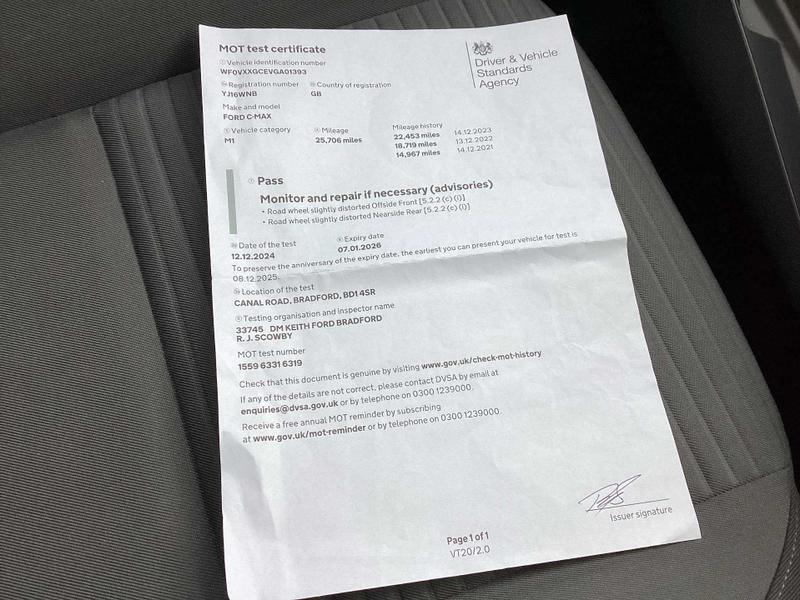 MOT test certificate
Driver & Vehicle
Standards
Agency
Vehicle identification number
WF0VXXGCEVGA01393
Registration number
Country of registration
YJ16WNB
GB
Make and model
FORD C-MAX
Vehicle category
Mileage
Mileage history
M1
25,706 miles
22,453 miles 14.12.2023
18,719 miles 13.12.2022
14,967 miles 14.12.2021
Pass
Monitor and repair if necessary (advisories)
• Road wheel slightly distorted Offside Front [5.2.2 (c) (i)]
• Road wheel slightly distorted Nearside Rear [5.2.2 (c) (i)]
Date of the test
Expiry date
12.12.2024
07.01.2026
To preserve the anniversary of the expiry date, the earliest you can present your vehicle for test is
08.12.2025.
Location of the test
CANAL ROAD, BRADFORD, BD1 4SR
Testing organisation and inspector name
33745 DM KEITH FORD BRADFORD
R. J. SCOWBY
MOT test number
1559 6331 6319
Check that this document is genuine by visiting www.gov.uk/check-mot-history
If any of the details are not correct, please contact DVSA by email at
enquiries@dvsa.gov.uk or by telephone on 0300 1239000.
Receive a free annual MOT reminder by subscribing
at www.gov.uk/mot-reminder or by telephone on 0300 1239000.
Issuer signature
Page 1 of 1
VT20/2.0